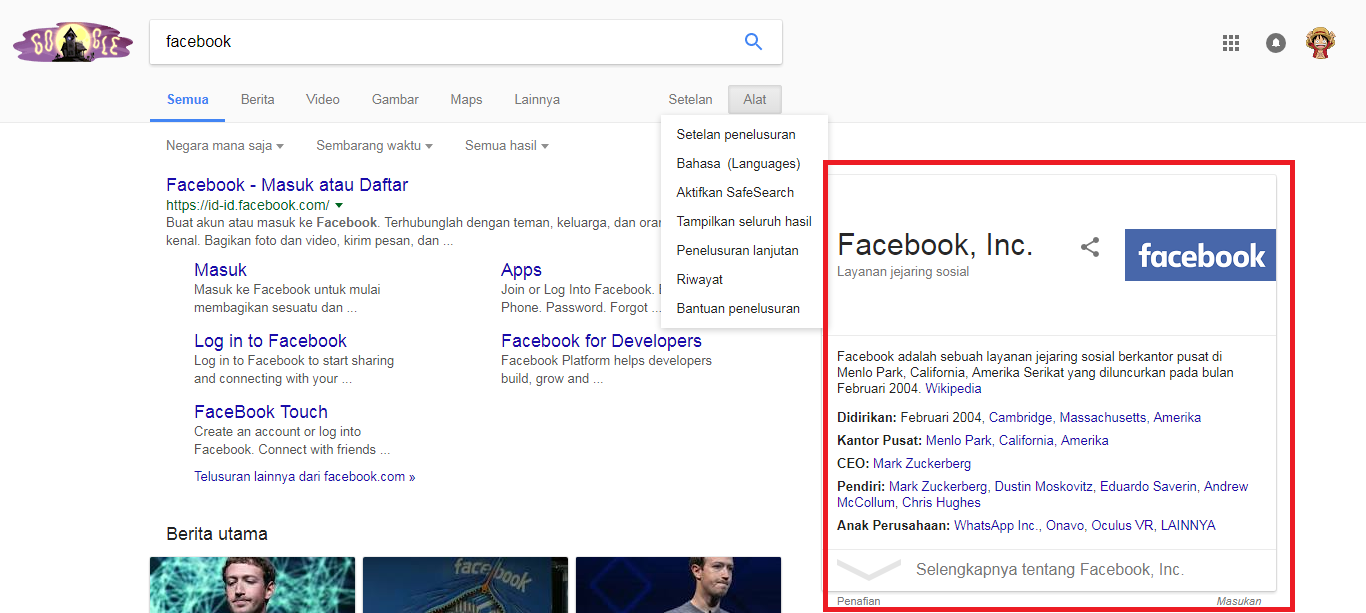 GOOGLE
facebook
Semua
Berita
Video
Gambar
Maps
Lainnya
Setelan
Alat
Negara mana saja
Sembarang waktu
Semua hasil
Setelan penelusuran
Bahasa (Languages)
Aktifkan SafeSearch
Tampilkan seluruh hasil
Penelusuran lanjutan
Riwayat
Bantuan penelusuran
Facebook - Masuk atau Daftar
https://id-id.facebook.com/
Buat akun atau masuk ke Facebook. Terhubunglah dengan teman, keluarga, dan
kenal. Bagikan foto dan video, kirim pesan, dan ...
Masuk
Masuk ke Facebook untuk mulai
membagikan sesuatu dan ...
Apps
Join or Log Into Facebook.
Phone. Password. Forgot ...
Log in to Facebook
Log in to Facebook to start sharing
and connecting with your ...
Facebook for Developers
Facebook Platform helps developers
build, grow and ...
FaceBook Touch
Create an account or log into
Facebook. Connect with friends ...
Telusuran lainnya dari facebook.com »
Berita utama
facebook
Facebook, Inc.
Layanan jejaring sosial
facebook
Facebook adalah sebuah layanan jejaring sosial berkantor pusat di
Menlo Park, California, Amerika Serikat yang diluncurkan pada bulan
Februari 2004. Wikipedia
Didirikan: Februari 2004, Cambridge, Massachusetts, Amerika
Kantor Pusat: Menlo Park, California, Amerika
CEO: Mark Zuckerberg
Pendiri: Mark Zuckerberg, Dustin Moskovitz, Eduardo Saverin, Andrew
McCollum, Chris Hughes
Anak Perusahaan: WhatsApp Inc., Onavo, Oculus VR, LAINNYA
Selengkapnya tentang Facebook, Inc.
Penafian
Masukan